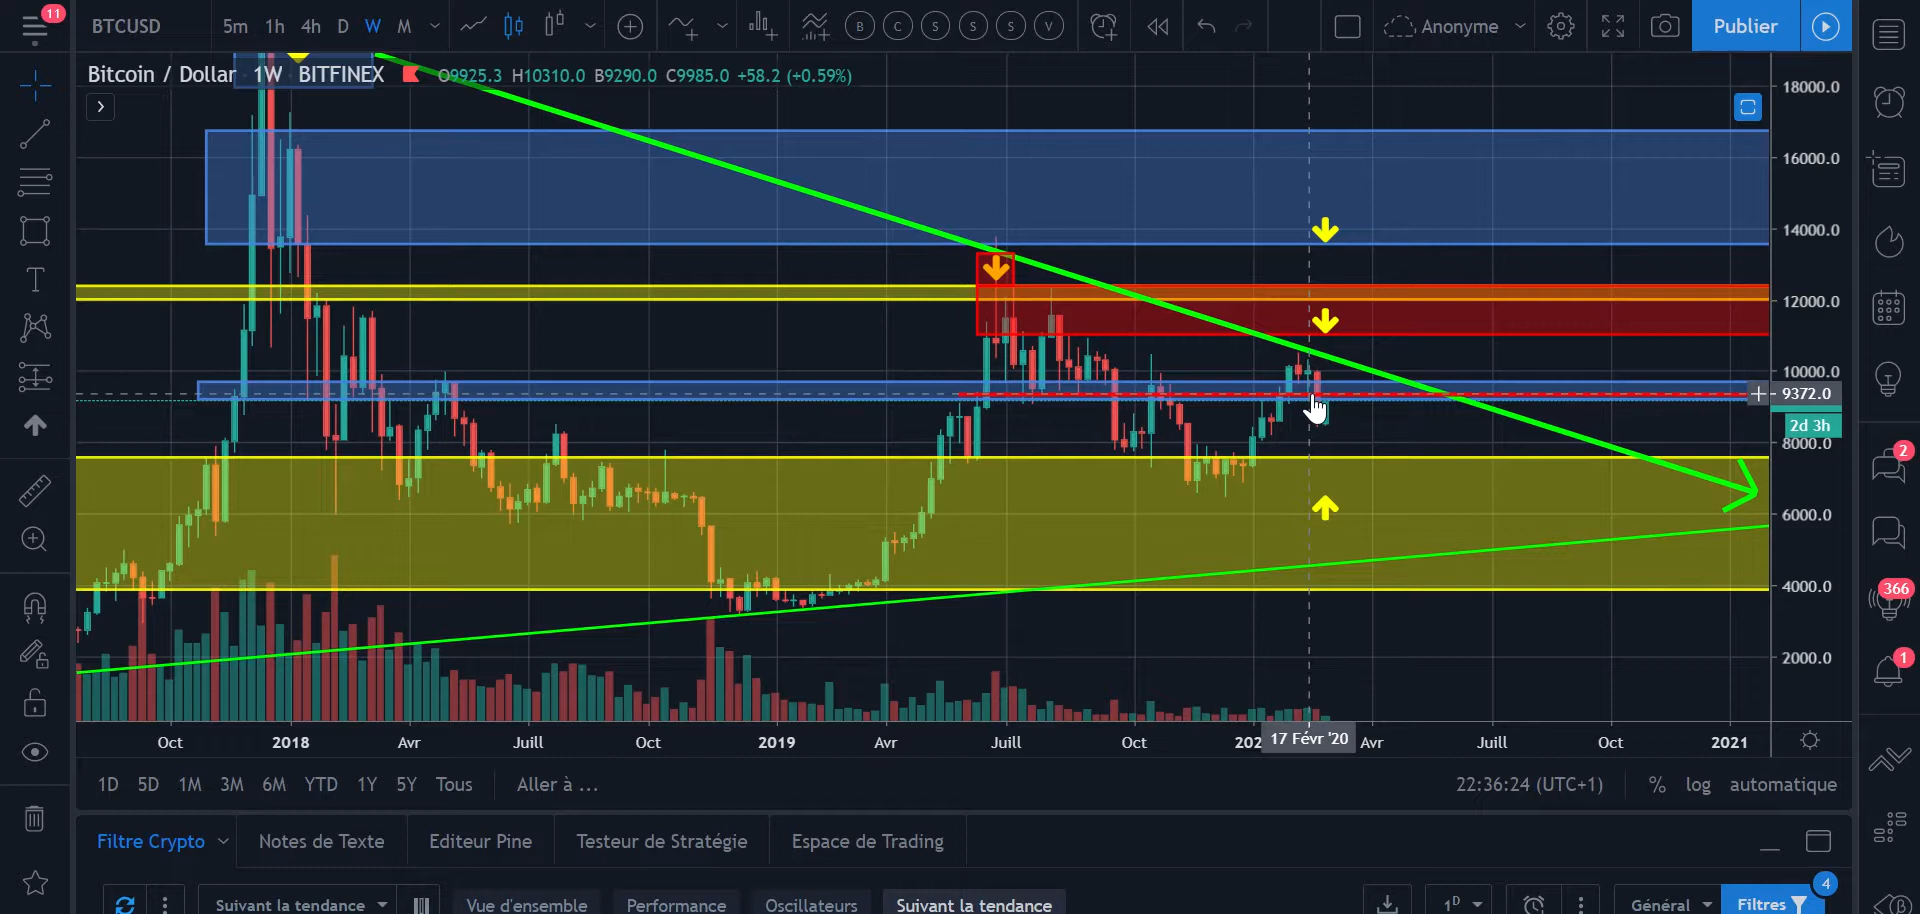 11
BTCUSD
5m 1h 4h D W M
B C S S S V
Anonyme
Publier
Bitcoin / Dollar 1W BITFINEX O9925.3 H10310.0 B9290.0 C9985.0 +58.2 (+0.59%)
18000.0
16000.0
14000.0
12000.0
10000.0
9372.0
2d 3h
8000.0
6000.0
4000.0
2000.0
2
366
1
Oct 2018 Avr Juill Oct 2019 Avr Juill Oct 202 17 Févr '20 Avr Juill Oct 2021
1D 5D 1M 3M 6M YTD 1Y 5Y Tous Aller à ... 22:36:24 (UTC+1) % log automatique
Filtre Crypto Notes de Texte Editeur Pine Testeur de Stratégie Espace de Trading
4
Suivant la tendance Vue d'ensemble Performance Oscillateurs Suivant la tendance 1D Général Filtres